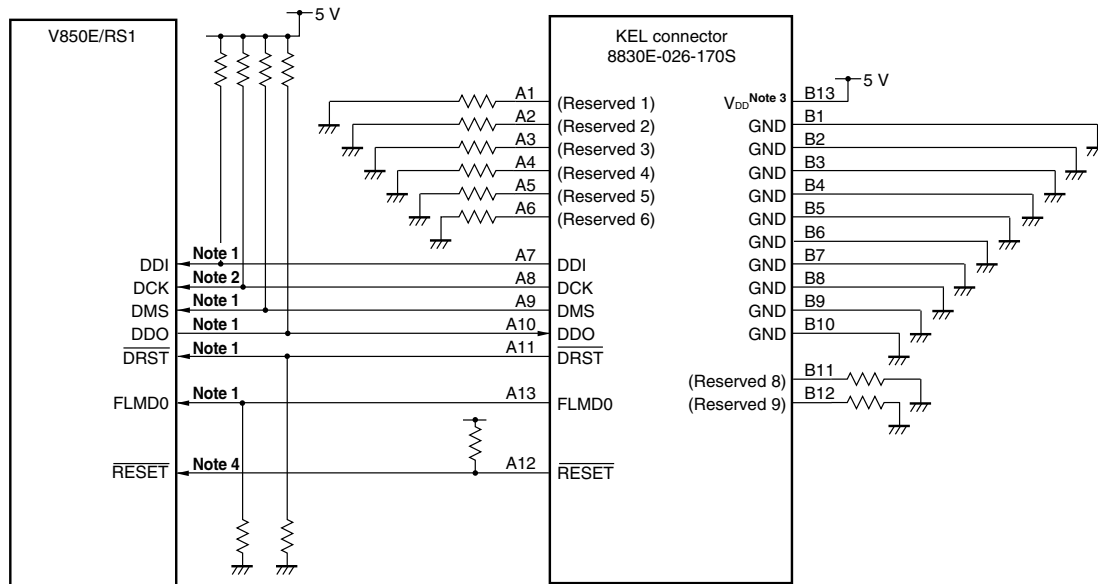 5 V
V850E/RS1
DDI
DCK
DMS
DDO
DRST
FLMD0
RESET
Note 1
Note 2
Note 1
Note 1
Note 1
Note 1
Note 4
A1
A2
A3
A4
A5
A6
A7
A8
A9
A10
A11
A13
A12
KEL connector
8830E-026-170S
(Reserved 1)
(Reserved 2)
(Reserved 3)
(Reserved 4)
(Reserved 5)
(Reserved 6)
DDI
DCK
DMS
DDO
DRST
FLMD0
RESET
VDD Note 3
GND
GND
GND
GND
GND
GND
GND
GND
GND
GND
(Reserved 8)
(Reserved 9)
5 V
B13
B1
B2
B3
B4
B5
B6
B7
B8
B9
B10
B11
B12